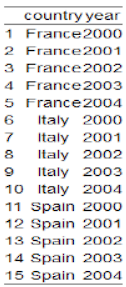 country year
1 France 2000
2 France 2001
3 France 2002
4 France 2003
5 France 2004
6 Italy 2000
7 Italy 2001
8 Italy 2002
9 Italy 2003
10 Italy 2004
11 Spain 2000
12 Spain 2001
13 Spain 2002
14 Spain 2003
15 Spain 2004